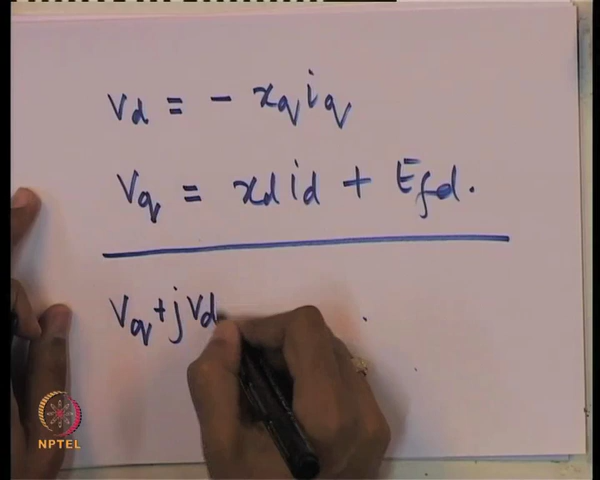 Vd = - xq iq
Vq = xd id + Efd.
Vq + j Vd
NPTEL